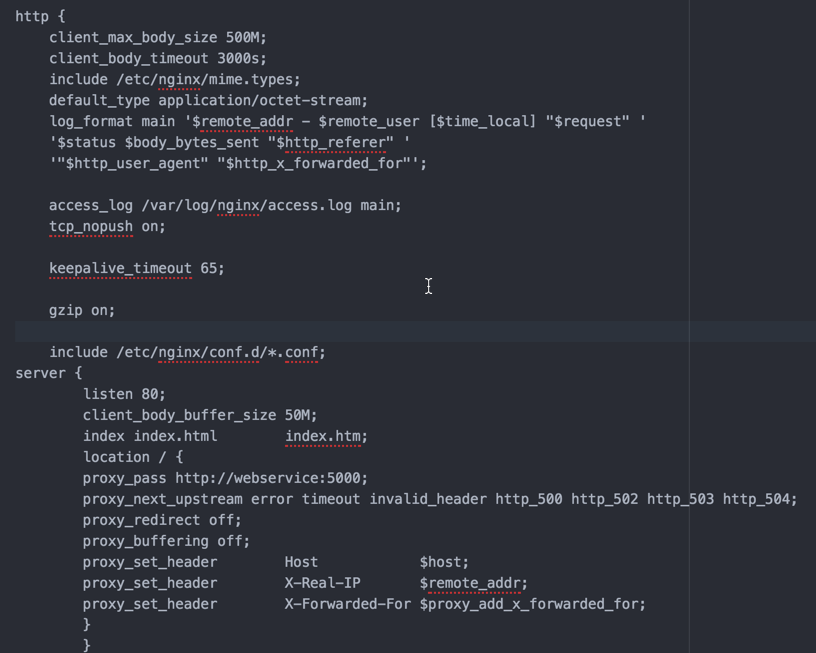 http {
client_max_body_size 500M;
client_body_timeout 3000s;
include /etc/nginx/mime.types;
default_type application/octet-stream;
log_format main '$remote_addr - $remote_user [$time_local] "$request" '
'$status $body_bytes_sent "$http_referer" '
'"$http_user_agent" "$http_x_forwarded_for"';
access_log /var/log/nginx/access.log main;
tcp_nopush on;
keepalive_timeout 65;
gzip on;
include /etc/nginx/conf.d/*.conf;
server {
listen 80;
client_body_buffer_size 50M;
index index.html index.htm;
location / {
proxy_pass http://webservice:5000;
proxy_next_upstream error timeout invalid_header http_500 http_502 http_503 http_504;
proxy_redirect off;
proxy_buffering off;
proxy_set_header Host $host;
proxy_set_header X-Real-IP $remote_addr;
proxy_set_header X-Forwarded-For $proxy_add_x_forwarded_for;
}
}